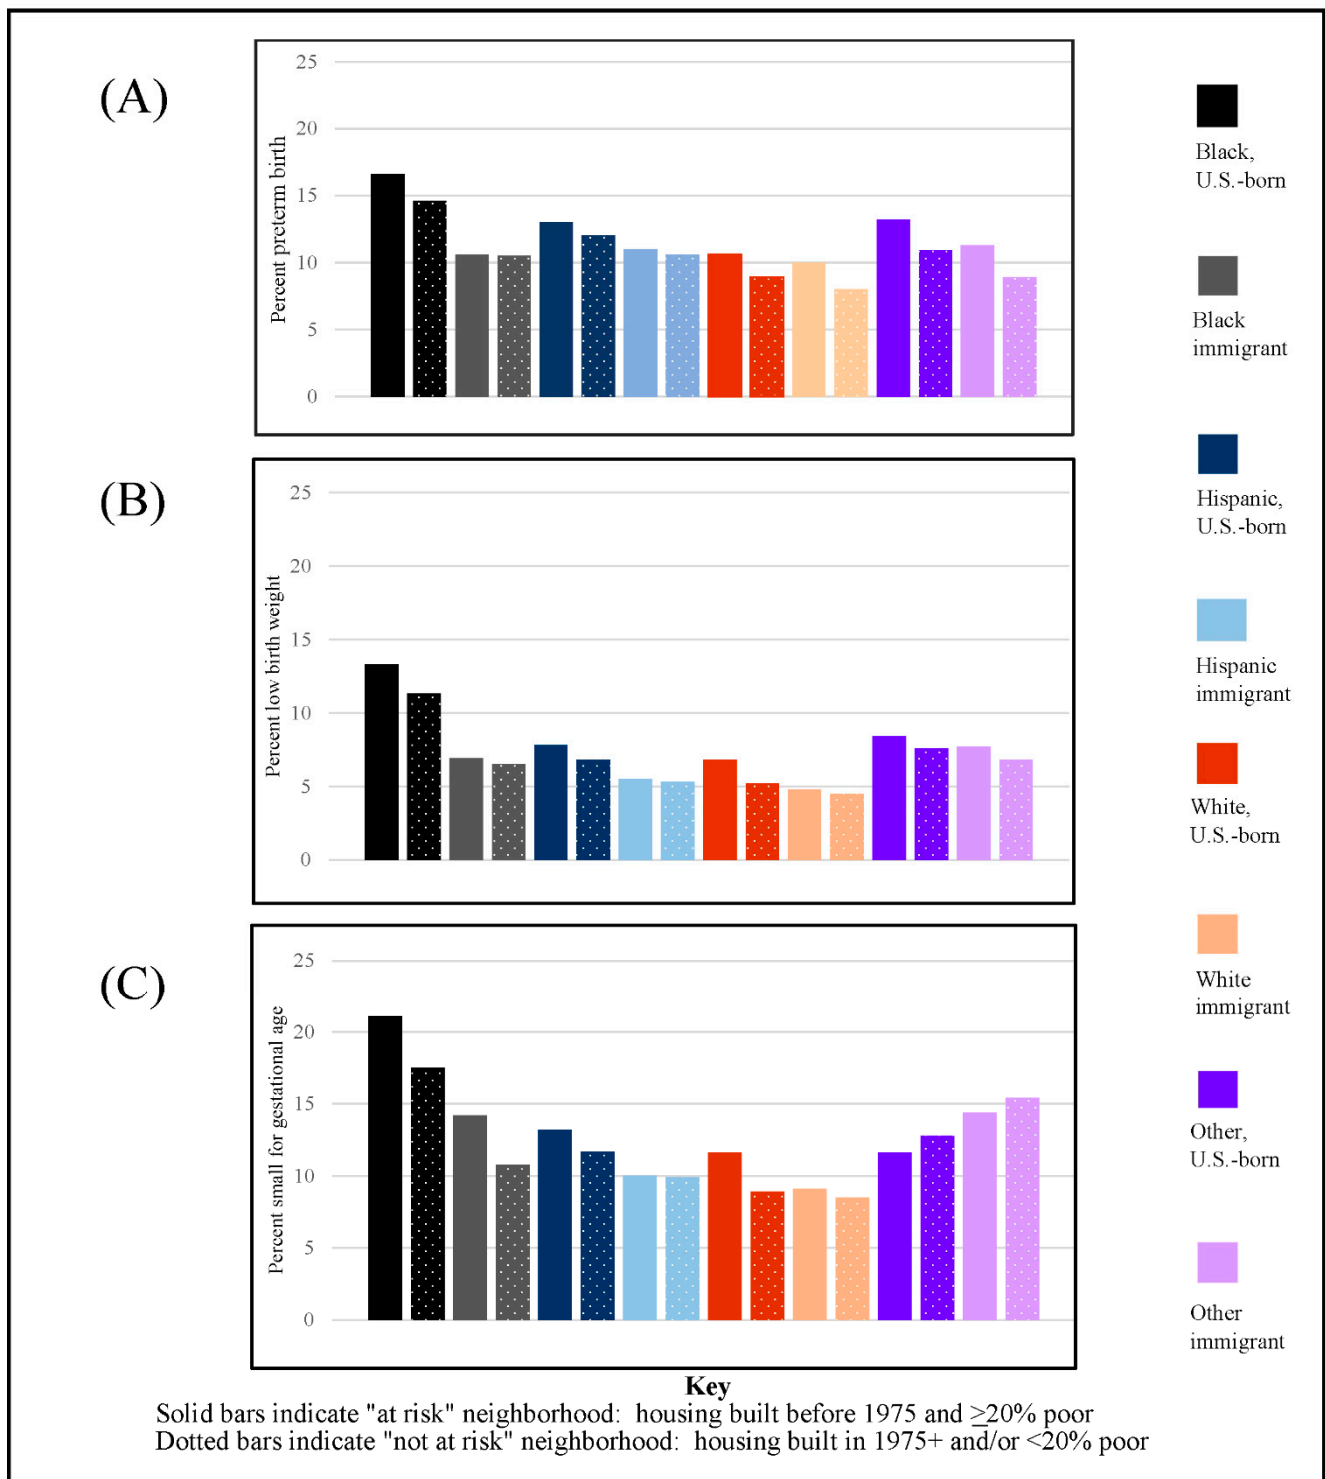 (A)
Percent preterm birth
25
20
15
10
5
0
(B)
Percent low birth weight
25
20
15
10
5
0
(C)
Percent small for gestational age
25
20
15
10
5
0
Black,
U.S.-born
Black
immigrant
Hispanic,
U.S.-born
Hispanic
immigrant
White,
U.S.-born
White
immigrant
Other,
U.S.-born
Other
immigrant
Key
Solid bars indicate "at risk" neighborhood: housing built before 1975 and ≥20% poor
Dotted bars indicate "not at risk" neighborhood: housing built in 1975+ and/or <20% poor